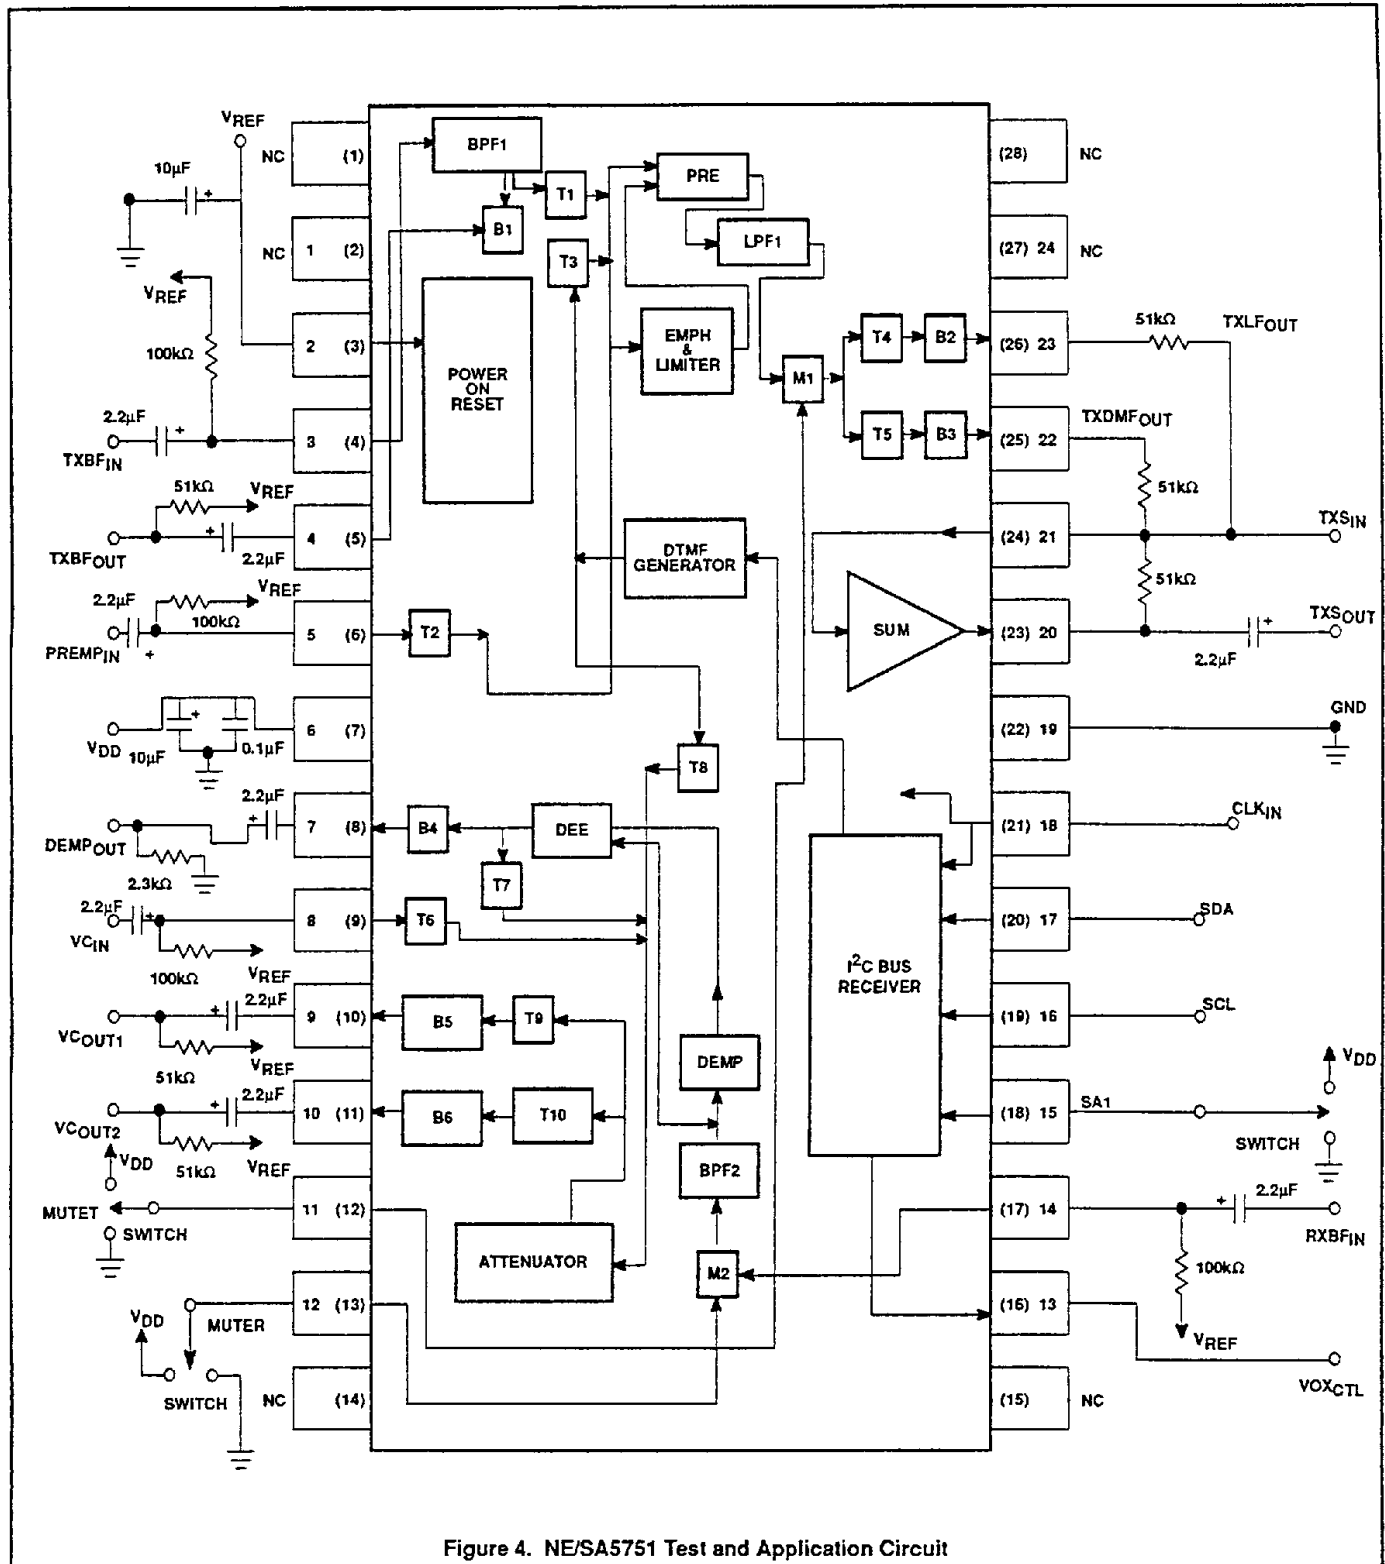 VREF
10µF
+
NC
(1)
NC
1 (2)
VREF
100kΩ
2 (3)
2.2µF
+
TXBFIN
3 (4)
51kΩ
VREF
TXBFOUT
+
2.2µF
4 (5)
2.2µF
VREF
100kΩ
PREMPIN
+
5 (6)
VDD
10µF
+
0.1µF
6 (7)
2.2µF
+
DEMPOUT
2.3kΩ
7 (8)
2.2µF
+
VCIN
100kΩ
VREF
8 (9)
2.2µF
+
VCOUT1
51kΩ
VREF
9 (10)
2.2µF
+
VCOUT2
51kΩ
VREF
10 (11)
VDD
MUTET
SWITCH
11 (12)
VDD
MUTER
SWITCH
12 (13)
NC
(14)
BPF1
B1
T1
T3
PRE
LPF1
EMPH
&
LIMITER
POWER
ON
RESET
M1
T4
B2
T5
B3
DTMF
GENERATOR
SUM
T2
T8
B4
DEE
T7
T6
B5
T9
B6
T10
DEMP
BPF2
ATTENUATOR
M2
I2C BUS
RECEIVER
(28)
NC
(27) 24
NC
(26) 23
51kΩ
TXLFOUT
(25) 22
TXDMFOUT
51kΩ
(24) 21
TXSIN
51kΩ
(23) 20
TXSOUT
+
2.2µF
(22) 19
GND
(21) 18
CLKIN
(20) 17
SDA
(19) 16
SCL
(18) 15
SA1
VDD
SWITCH
(17) 14
+
2.2µF
RXBFIN
100kΩ
VREF
(16) 13
VOXCTL
(15)
NC
Figure 4. NE/SA5751 Test and Application Circuit